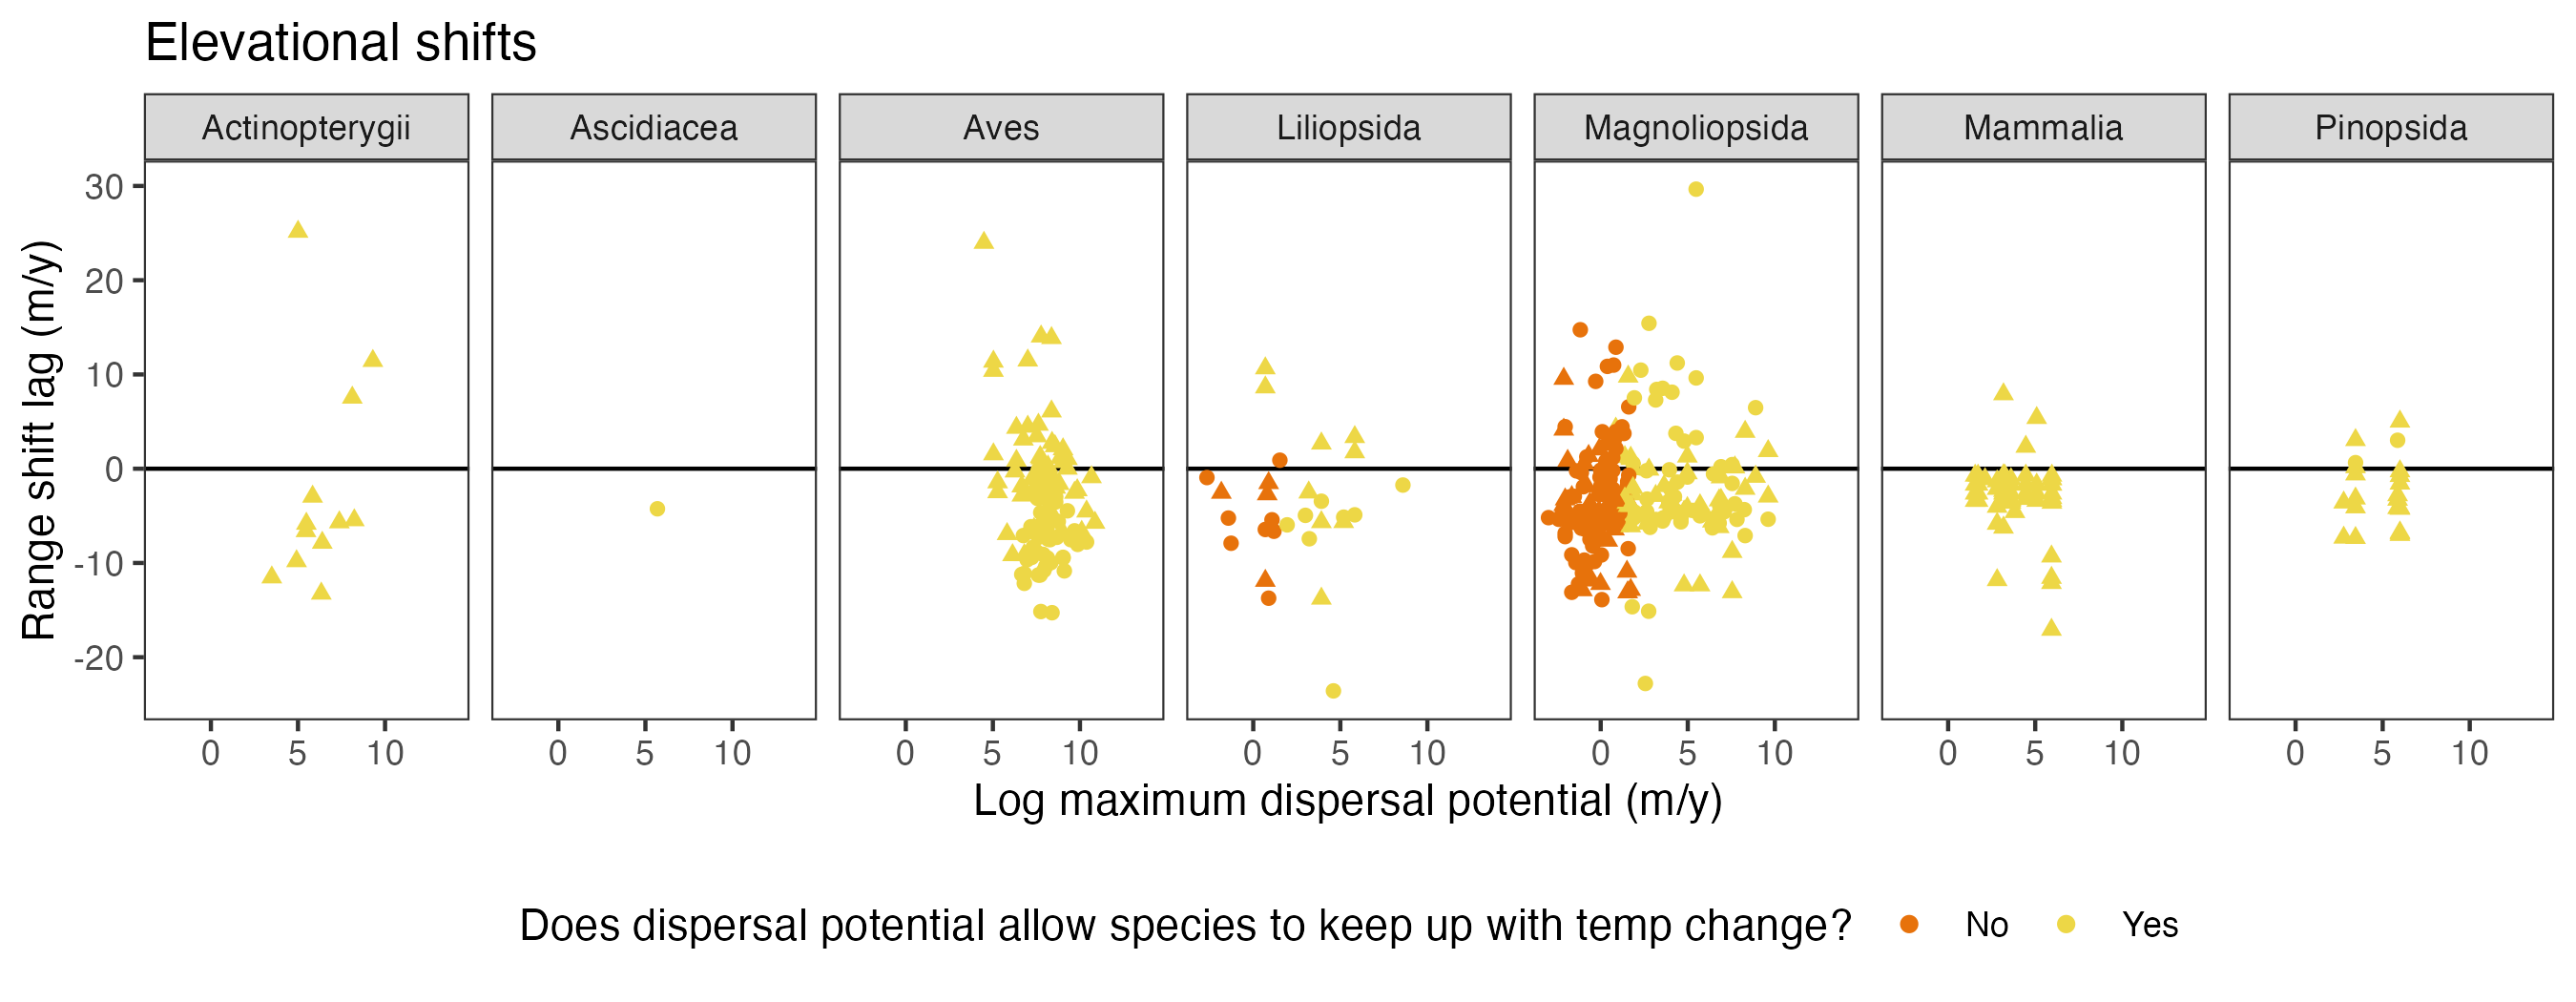 Elevational shifts
Actinopterygii Ascidiacea Aves Liliopsida Magnoliopsida Mammalia Pinopsida
Range shift lag (m/y)
30
20
10
0
-10
-20
0 5 10 0 5 10 0 5 10 0 5 10 0 5 10 0 5 10 0 5 10
Log maximum dispersal potential (m/y)
Does dispersal potential allow species to keep up with temp change? No Yes